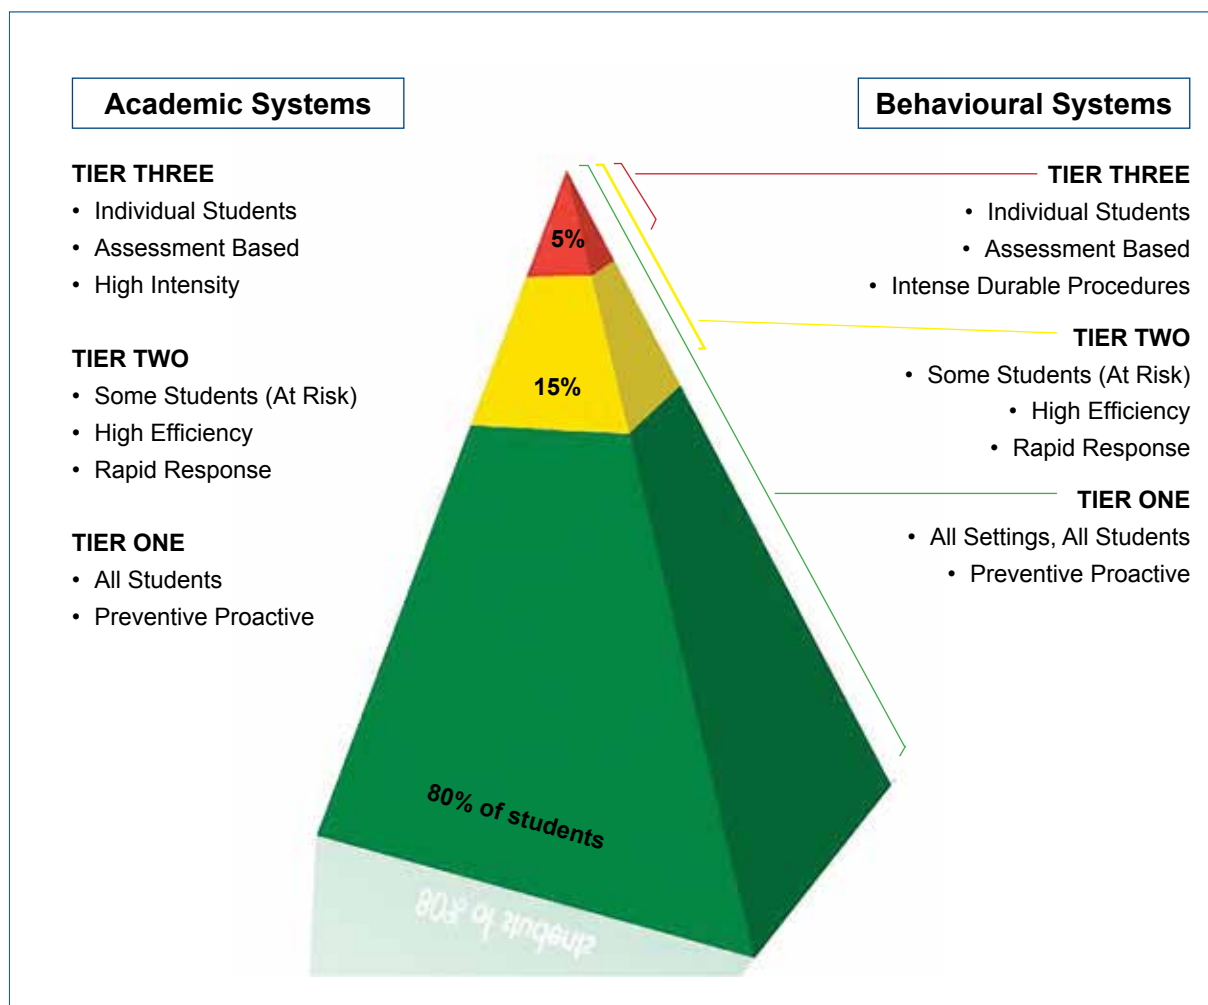 Academic Systems
TIER THREE
• Individual Students
• Assessment Based
• High Intensity
TIER TWO
• Some Students (At Risk)
• High Efficiency
• Rapid Response
TIER ONE
• All Students
• Preventive Proactive
5%
15%
80% of students
80% of students
Behavioural Systems
TIER THREE
• Individual Students
• Assessment Based
• Intense Durable Procedures
TIER TWO
• Some Students (At Risk)
• High Efficiency
• Rapid Response
TIER ONE
• All Settings, All Students
• Preventive Proactive